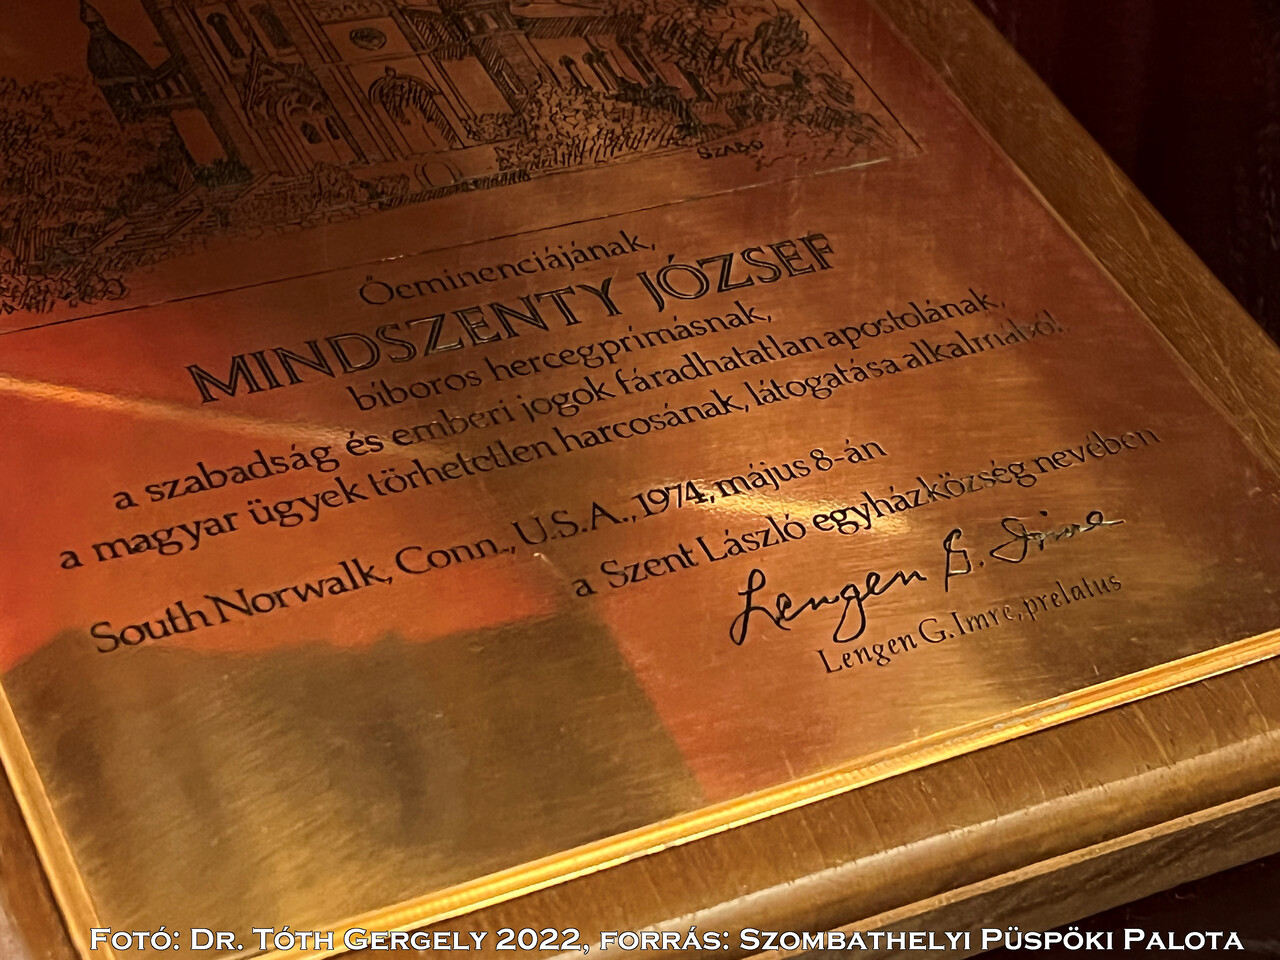 SZABÓ
Őeminenciájának,
MINDSZENTY JÓZSEF
bíboros hercegprímásnak,
a szabadság és emberi jogok fáradhatatlan apostolának,
a magyar ügyek törhetetlen harcosának, látogatása alkalmából
South Norwalk, Conn., U.S.A., 1974, május 8-án
a Szent László egyházközség nevében
Lengen G. Imre
Lengen G. Imre, prelatus
Fotó: Dr. Tóth Gergely 2022, forrás: Szombathelyi Püspöki Palota